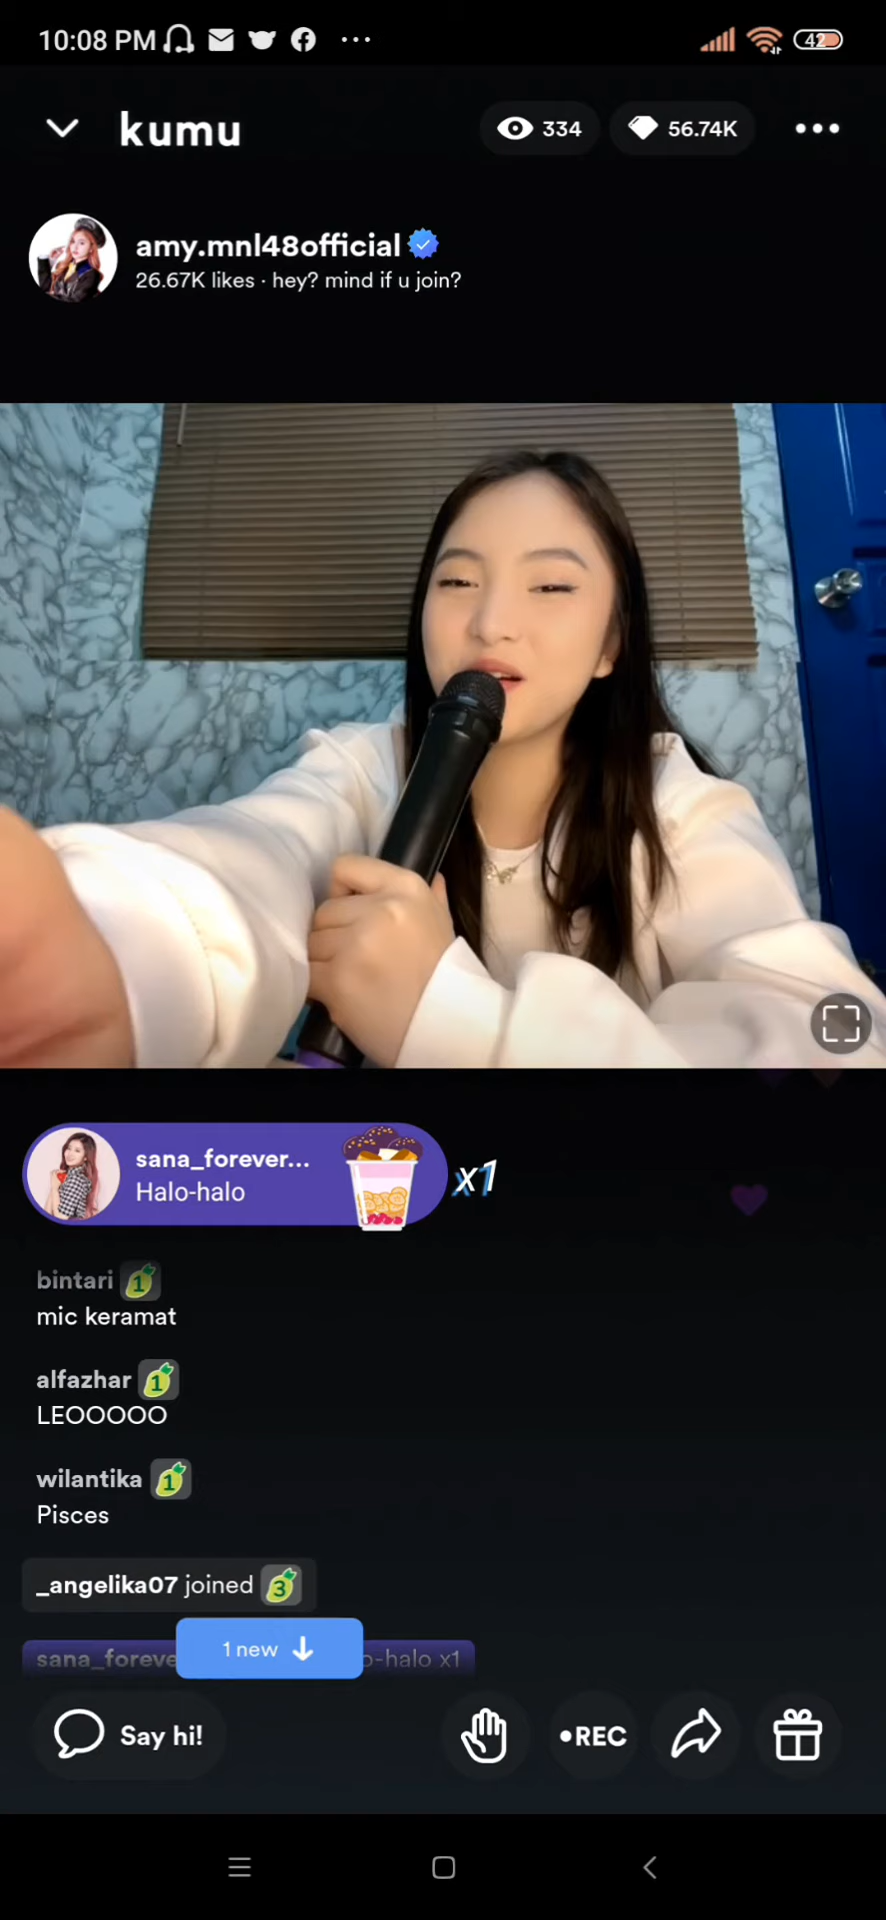 10:08 PM
42
kumu
334
56.74K
amy.mnl48official
26.67K likes · hey? mind if u join?
sana_forever...
Halo-halo
x1
bintari 1
mic keramat
alfazhar 1
LEOOOOO
wilantika 1
Pisces
_angelika07 joined 3
1 new
-halo x1
Say hi!
•REC